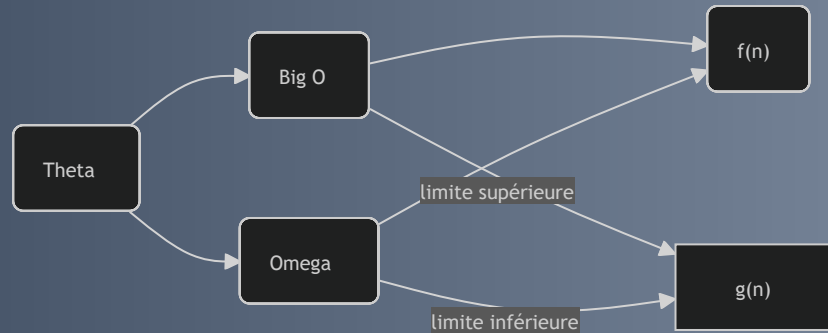 Theta
Big O
Omega
limite supérieure
limite inférieure
f(n)
g(n)